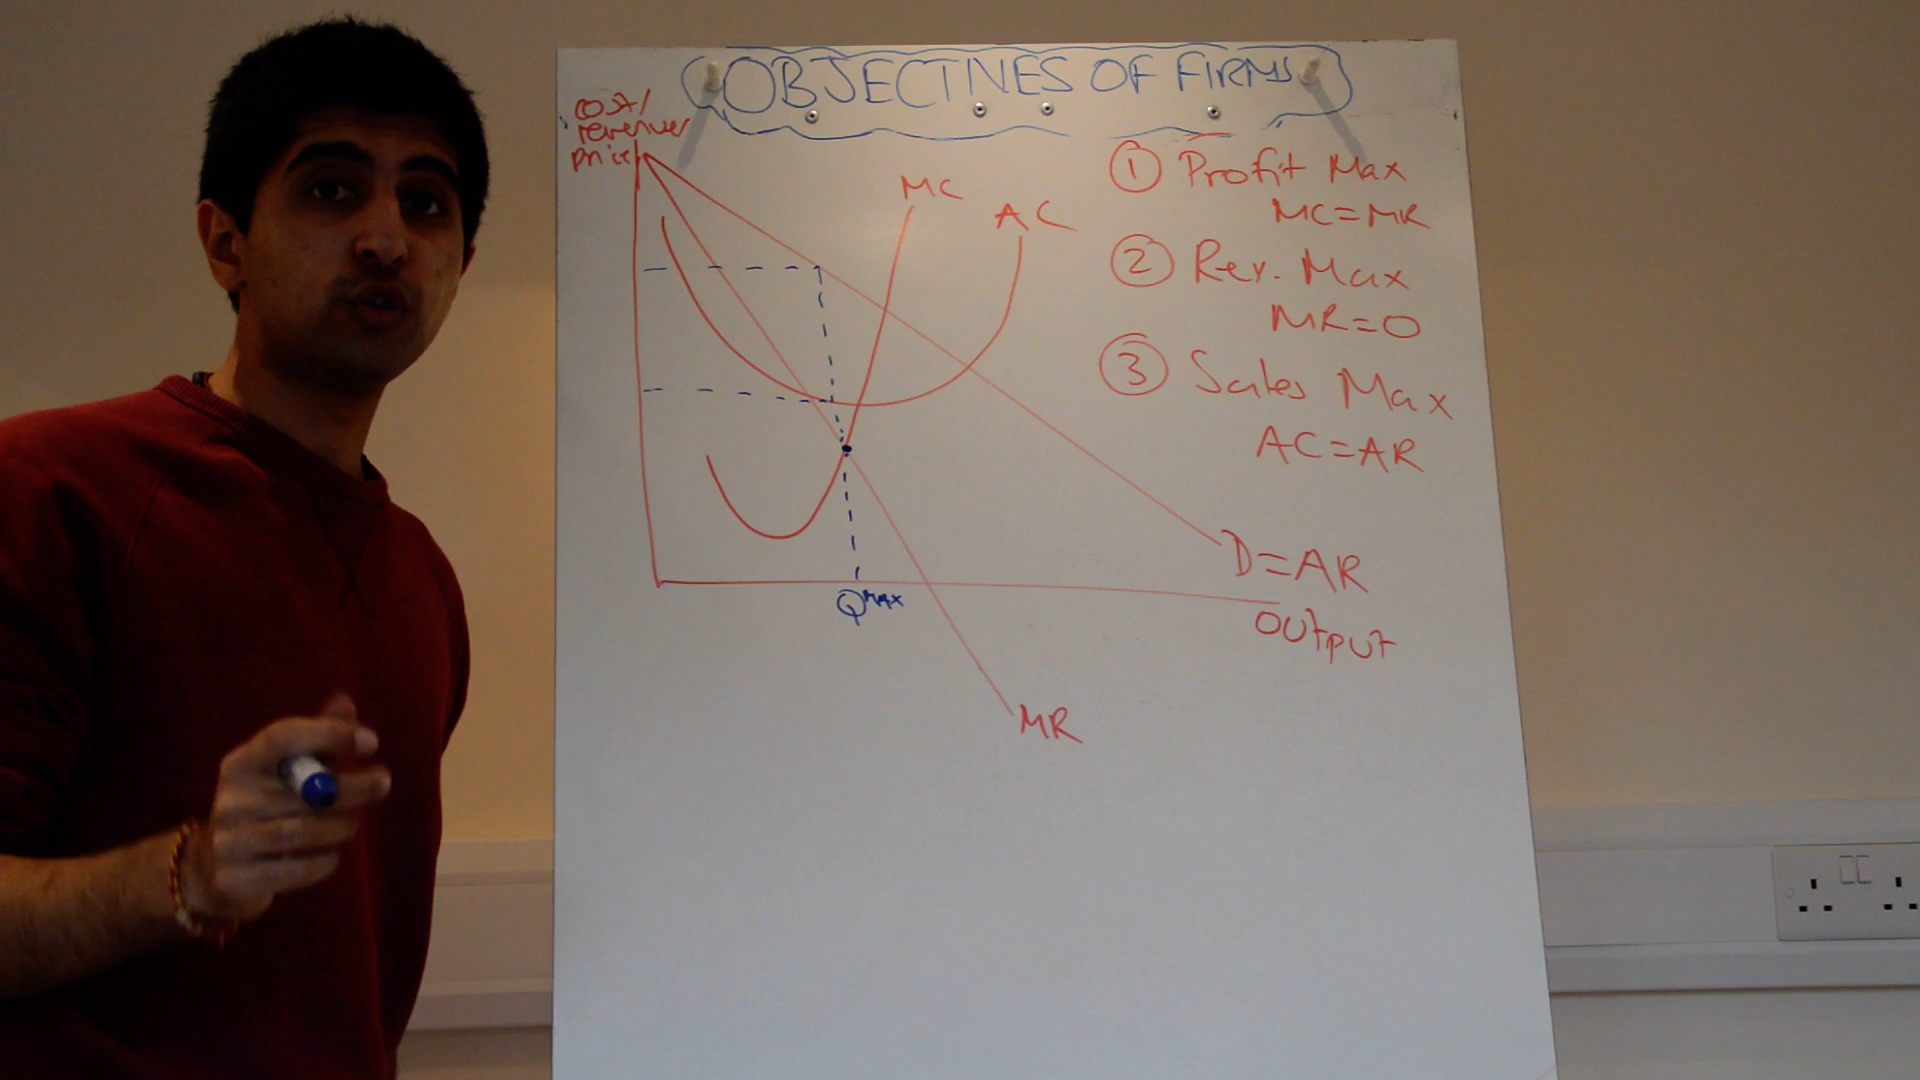 OBJECTIVES OF FIRMS
cost/
revenues
price
MC
AC
D=AR
output
Qmax
MR
① Profit Max
MC=MR
② Rev. Max
MR=0
③ Sales Max
AC=AR